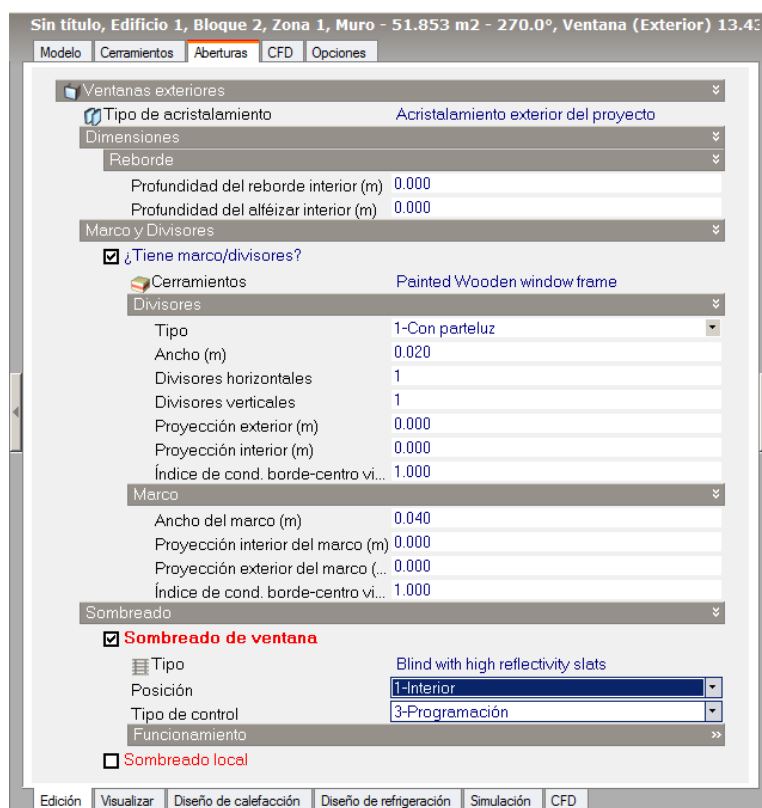 Sin título, Edificio 1, Bloque 2, Zona 1, Muro - 51.853 m2 - 270.0°, Ventana (Exterior) 13.43
Modelo Cerramientos Aberturas CFD Opciones
Ventanas exteriores
Tipo de acristalamiento Acristalamiento exterior del proyecto
Dimensiones
Reborde
Profundidad del reborde interior (m) 0.000
Profundidad del alféizar interior (m) 0.000
Marco y Divisores
¿Tiene marco/divisores?
Cerramientos Painted Wooden window frame
Divisores
Tipo 1-Con parteluz
Ancho (m) 0.020
Divisores horizontales 1
Divisores verticales 1
Proyección exterior (m) 0.000
Proyección interior (m) 0.000
Índice de cond. borde-centro vi... 1.000
Marco
Ancho del marco (m) 0.040
Proyección interior del marco (m) 0.000
Proyección exterior del marco (... 0.000
Índice de cond. borde-centro vi... 1.000
Sombreado
Sombreado de ventana
Tipo Blind with high reflectivity slats
Posición 1-Interior
Tipo de control 3-Programación
Funcionamiento
Sombreado local
Edición Visualizar Diseño de calefacción Diseño de refrigeración Simulación CFD